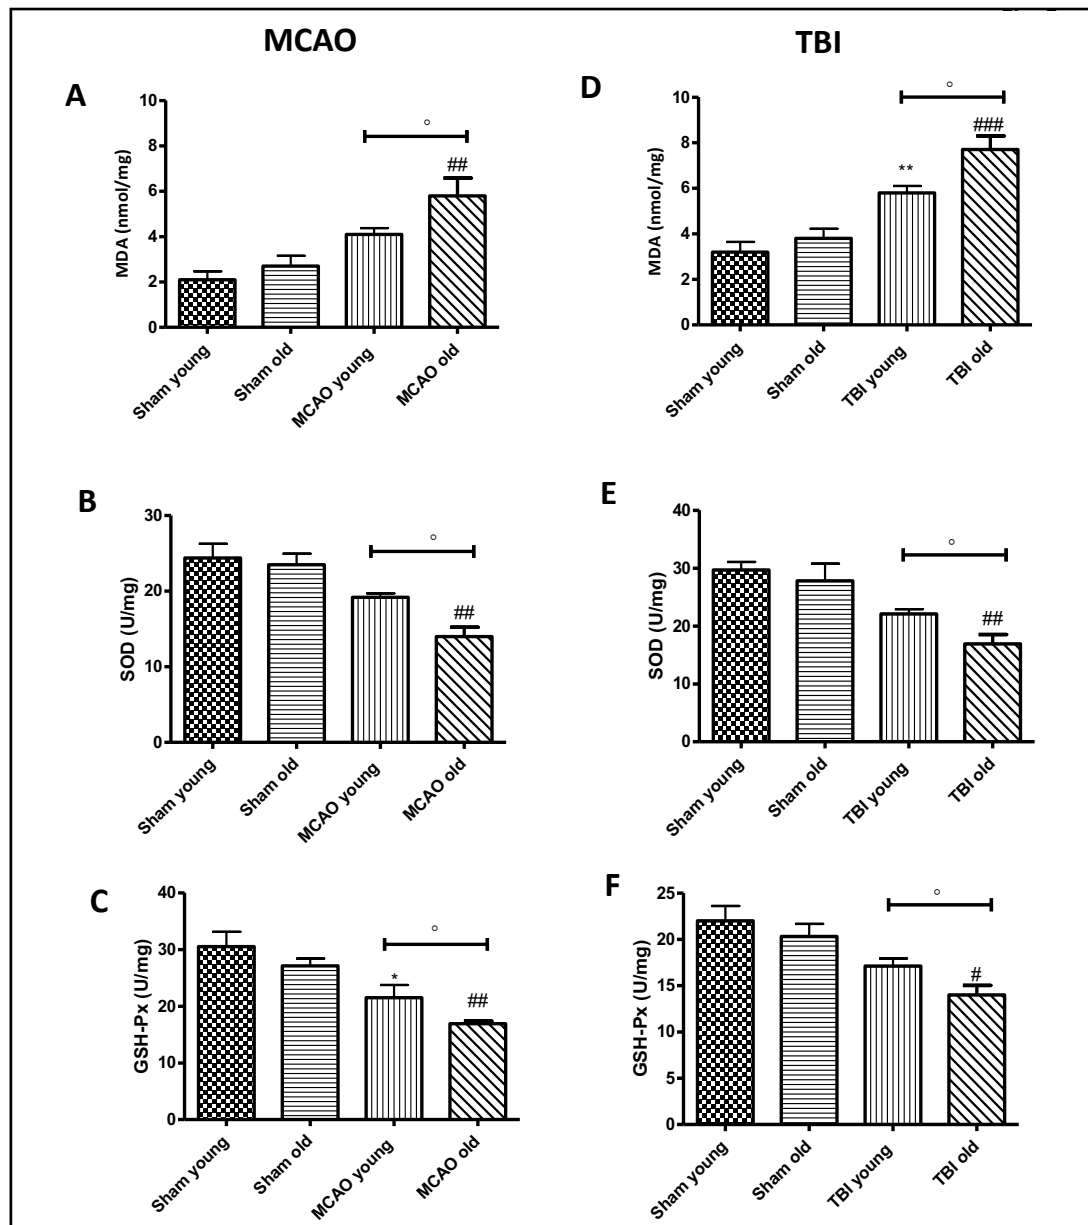 MCAO
TBI
A
MDA (nmol/mg)
10
8
6
4
2
0
°
##
Sham young
Sham old
MCAO young
MCAO old
D
MDA (nmol/mg)
10
8
6
4
2
0
°
###
**
Sham young
Sham old
TBI young
TBI old
B
SOD (U/mg)
30
20
10
0
°
##
Sham young
Sham old
MCAO young
MCAO old
E
SOD (U/mg)
40
30
20
10
0
°
##
Sham young
Sham old
TBI young
TBI old
C
GSH-Px (U/mg)
40
30
20
10
0
°
*
##
Sham young
Sham old
MCAO young
MCAO old
F
GSH-Px (U/mg)
25
20
15
10
5
0
°
#
Sham young
Sham old
TBI young
TBI old